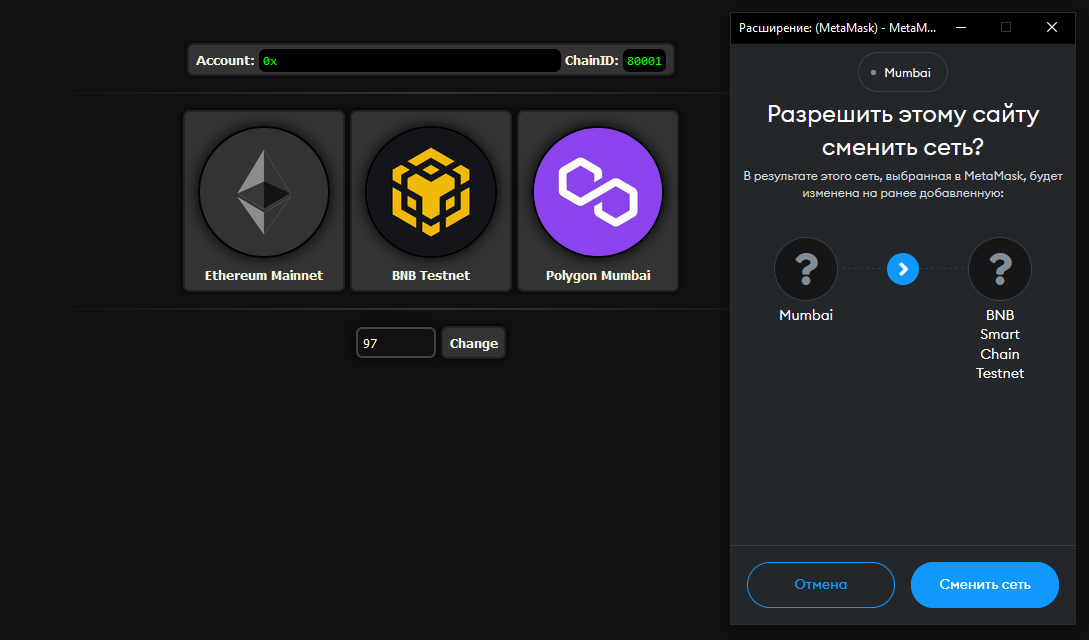 Account: 0x ChainID: 80001
Ethereum Mainnet
BNB Testnet
Polygon Mumbai
97 Change
Расширение: (MetaMask) - MetaM...
Mumbai
Разрешить этому сайту
сменить сеть?
В результате этого сеть, выбранная в MetaMask, будет
изменена на ранее добавленную:
? ?
Mumbai
BNB
Smart
Chain
Testnet
Отмена
Сменить сеть